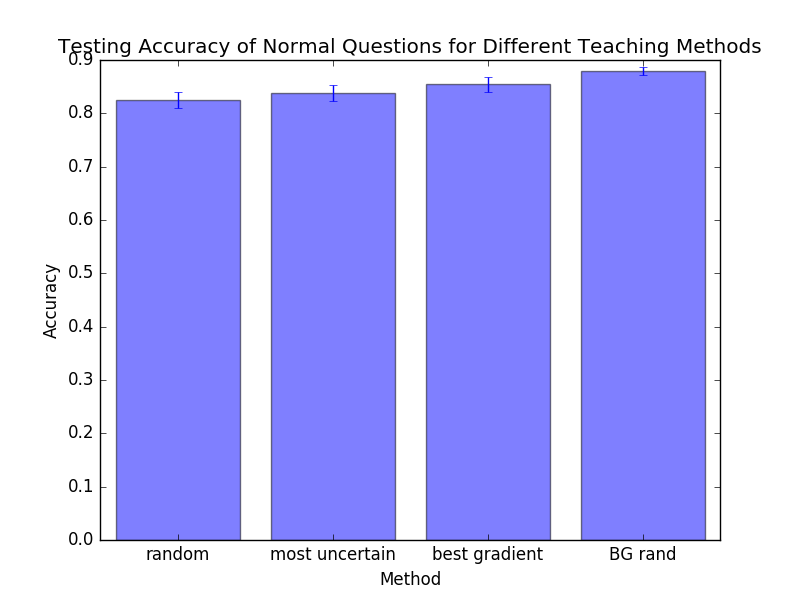 Testing Accuracy of Normal Questions for Different Teaching Methods
0.9
0.8
0.7
0.6
0.5
0.4
0.3
0.2
0.1
0.0
Accuracy
random most uncertain best gradient BG rand
Method